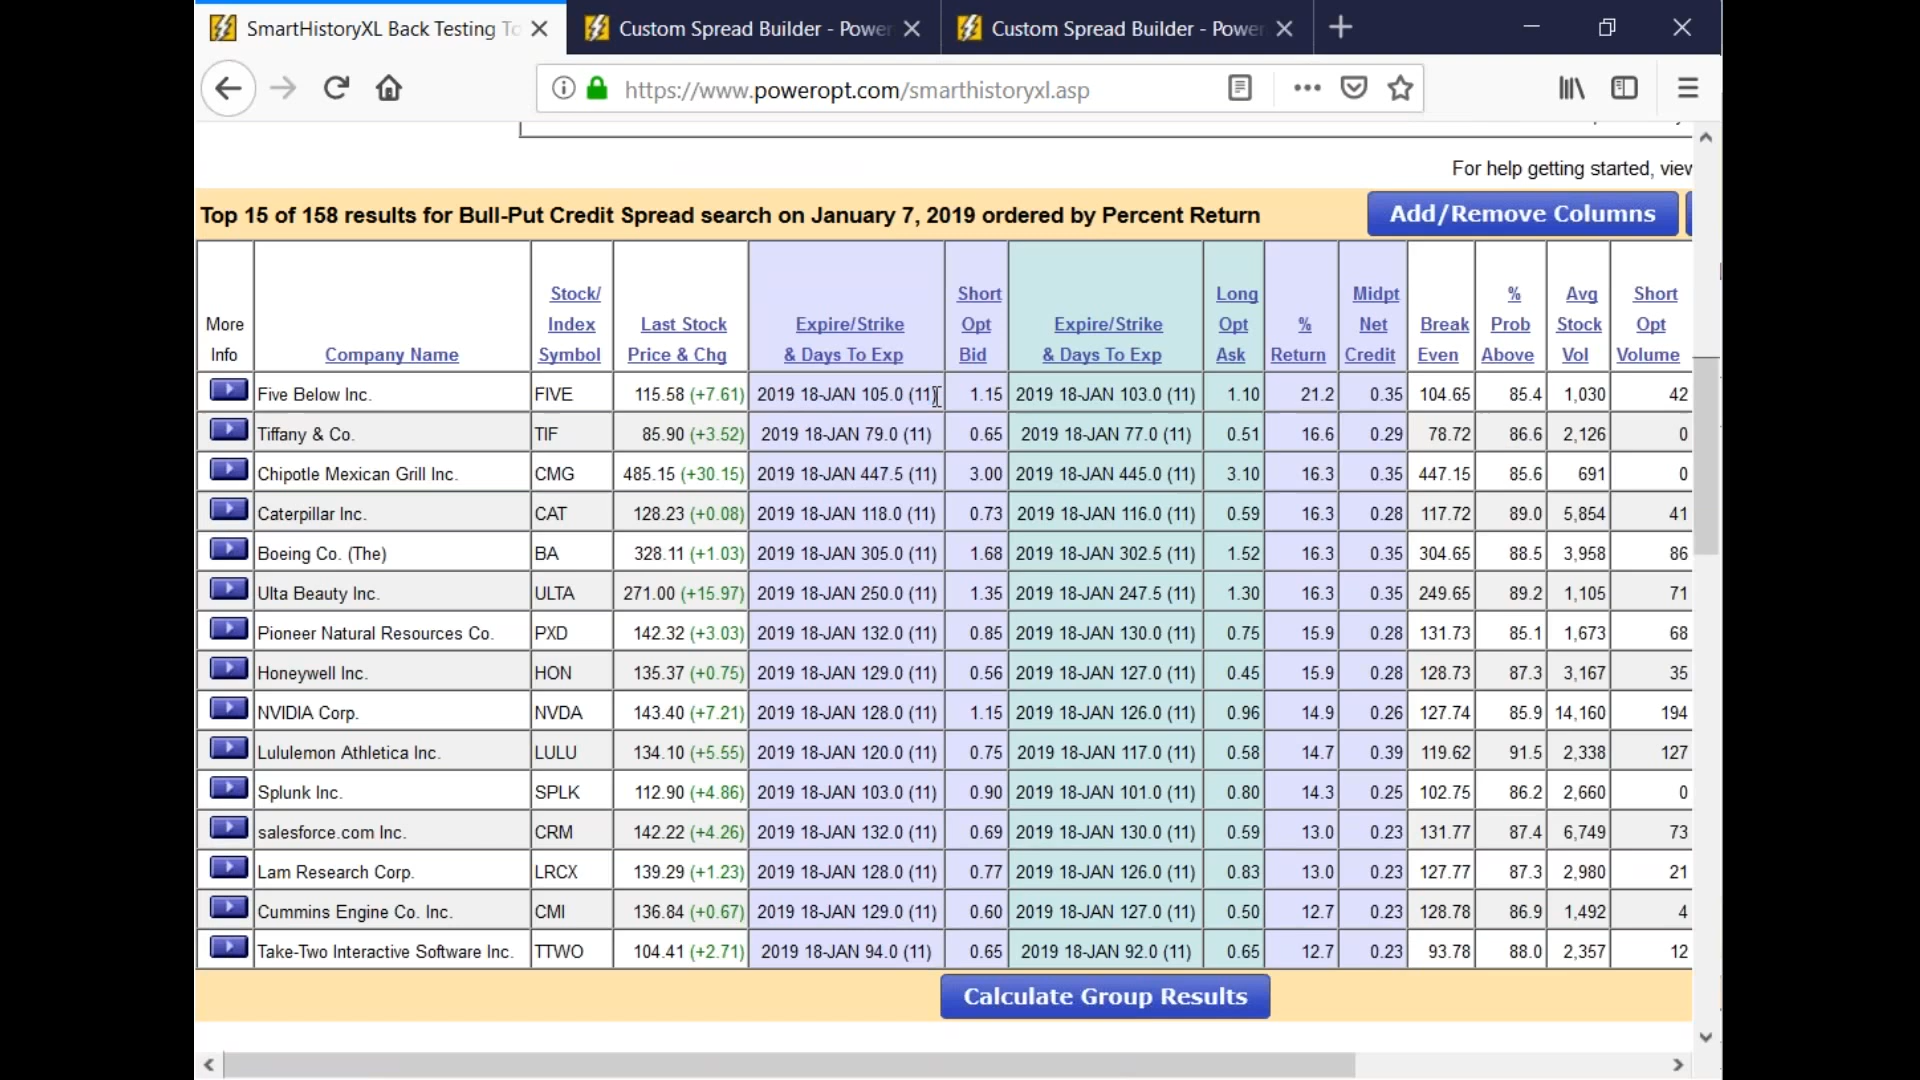 SmartHistoryXL Back Testing To
Custom Spread Builder - Power
Custom Spread Builder - Power
https://www.poweropt.com/smarthistoryxl.asp
For help getting started, view
Top 15 of 158 results for Bull-Put Credit Spread search on January 7, 2019 ordered by Percent Return Add/Remove Columns
More Info Company Name Stock/ Index Symbol Last Stock Price & Chg Expire/Strike & Days To Exp Short Opt Bid Expire/Strike & Days To Exp Long Opt Ask % Return Midpt Net Credit Break Even % Prob Above Avg Stock Vol Short Opt Volume
Five Below Inc. FIVE 115.58 (+7.61) 2019 18-JAN 105.0 (11) 1.15 2019 18-JAN 103.0 (11) 1.10 21.2 0.35 104.65 85.4 1,030 42
Tiffany & Co. TIF 85.90 (+3.52) 2019 18-JAN 79.0 (11) 0.65 2019 18-JAN 77.0 (11) 0.51 16.6 0.29 78.72 86.6 2,126 0
Chipotle Mexican Grill Inc. CMG 485.15 (+30.15) 2019 18-JAN 447.5 (11) 3.00 2019 18-JAN 445.0 (11) 3.10 16.3 0.35 447.15 85.6 691 0
Caterpillar Inc. CAT 128.23 (+0.08) 2019 18-JAN 118.0 (11) 0.73 2019 18-JAN 116.0 (11) 0.59 16.3 0.28 117.72 89.0 5,854 41
Boeing Co. (The) BA 328.11 (+1.03) 2019 18-JAN 305.0 (11) 1.68 2019 18-JAN 302.5 (11) 1.52 16.3 0.35 304.65 88.5 3,958 86
Ulta Beauty Inc. ULTA 271.00 (+15.97) 2019 18-JAN 250.0 (11) 1.35 2019 18-JAN 247.5 (11) 1.30 16.3 0.35 249.65 89.2 1,105 71
Pioneer Natural Resources Co. PXD 142.32 (+3.03) 2019 18-JAN 132.0 (11) 0.85 2019 18-JAN 130.0 (11) 0.75 15.9 0.28 131.73 85.1 1,673 68
Honeywell Inc. HON 135.37 (+0.75) 2019 18-JAN 129.0 (11) 0.56 2019 18-JAN 127.0 (11) 0.45 15.9 0.28 128.73 87.3 3,167 35
NVIDIA Corp. NVDA 143.40 (+7.21) 2019 18-JAN 128.0 (11) 1.15 2019 18-JAN 126.0 (11) 0.96 14.9 0.26 127.74 85.9 14,160 194
Lululemon Athletica Inc. LULU 134.10 (+5.55) 2019 18-JAN 120.0 (11) 0.75 2019 18-JAN 117.0 (11) 0.58 14.7 0.39 119.62 91.5 2,338 127
Splunk Inc. SPLK 112.90 (+4.86) 2019 18-JAN 103.0 (11) 0.90 2019 18-JAN 101.0 (11) 0.80 14.3 0.25 102.75 86.2 2,660 0
salesforce.com Inc. CRM 142.22 (+4.26) 2019 18-JAN 132.0 (11) 0.69 2019 18-JAN 130.0 (11) 0.59 13.0 0.23 131.77 87.4 6,749 73
Lam Research Corp. LRCX 139.29 (+1.23) 2019 18-JAN 128.0 (11) 0.77 2019 18-JAN 126.0 (11) 0.83 13.0 0.23 127.77 87.3 2,980 21
Cummins Engine Co. Inc. CMI 136.84 (+0.67) 2019 18-JAN 129.0 (11) 0.60 2019 18-JAN 127.0 (11) 0.50 12.7 0.23 128.78 86.9 1,492 4
Take-Two Interactive Software Inc. TTWO 104.41 (+2.71) 2019 18-JAN 94.0 (11) 0.65 2019 18-JAN 92.0 (11) 0.65 12.7 0.23 93.78 88.0 2,357 12
Calculate Group Results